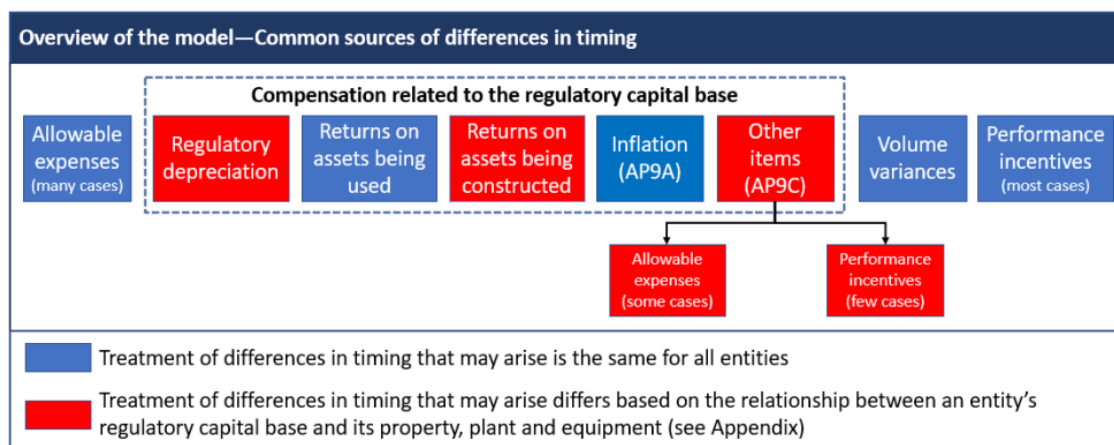 Overview of the model—Common sources of differences in timing
Compensation related to the regulatory capital base
Allowable
expenses
(many cases)
Regulatory
depreciation
Returns on
assets being
used
Returns on
assets being
constructed
Inflation
(AP9A)
Other
items
(AP9C)
Volume
variances
Performance
incentives
(most cases)
Allowable
expenses
(some cases)
Performance
incentives
(few cases)
Treatment of differences in timing that may arise is the same for all entities
Treatment of differences in timing that may arise differs based on the relationship between an entity's
regulatory capital base and its property, plant and equipment (see Appendix)